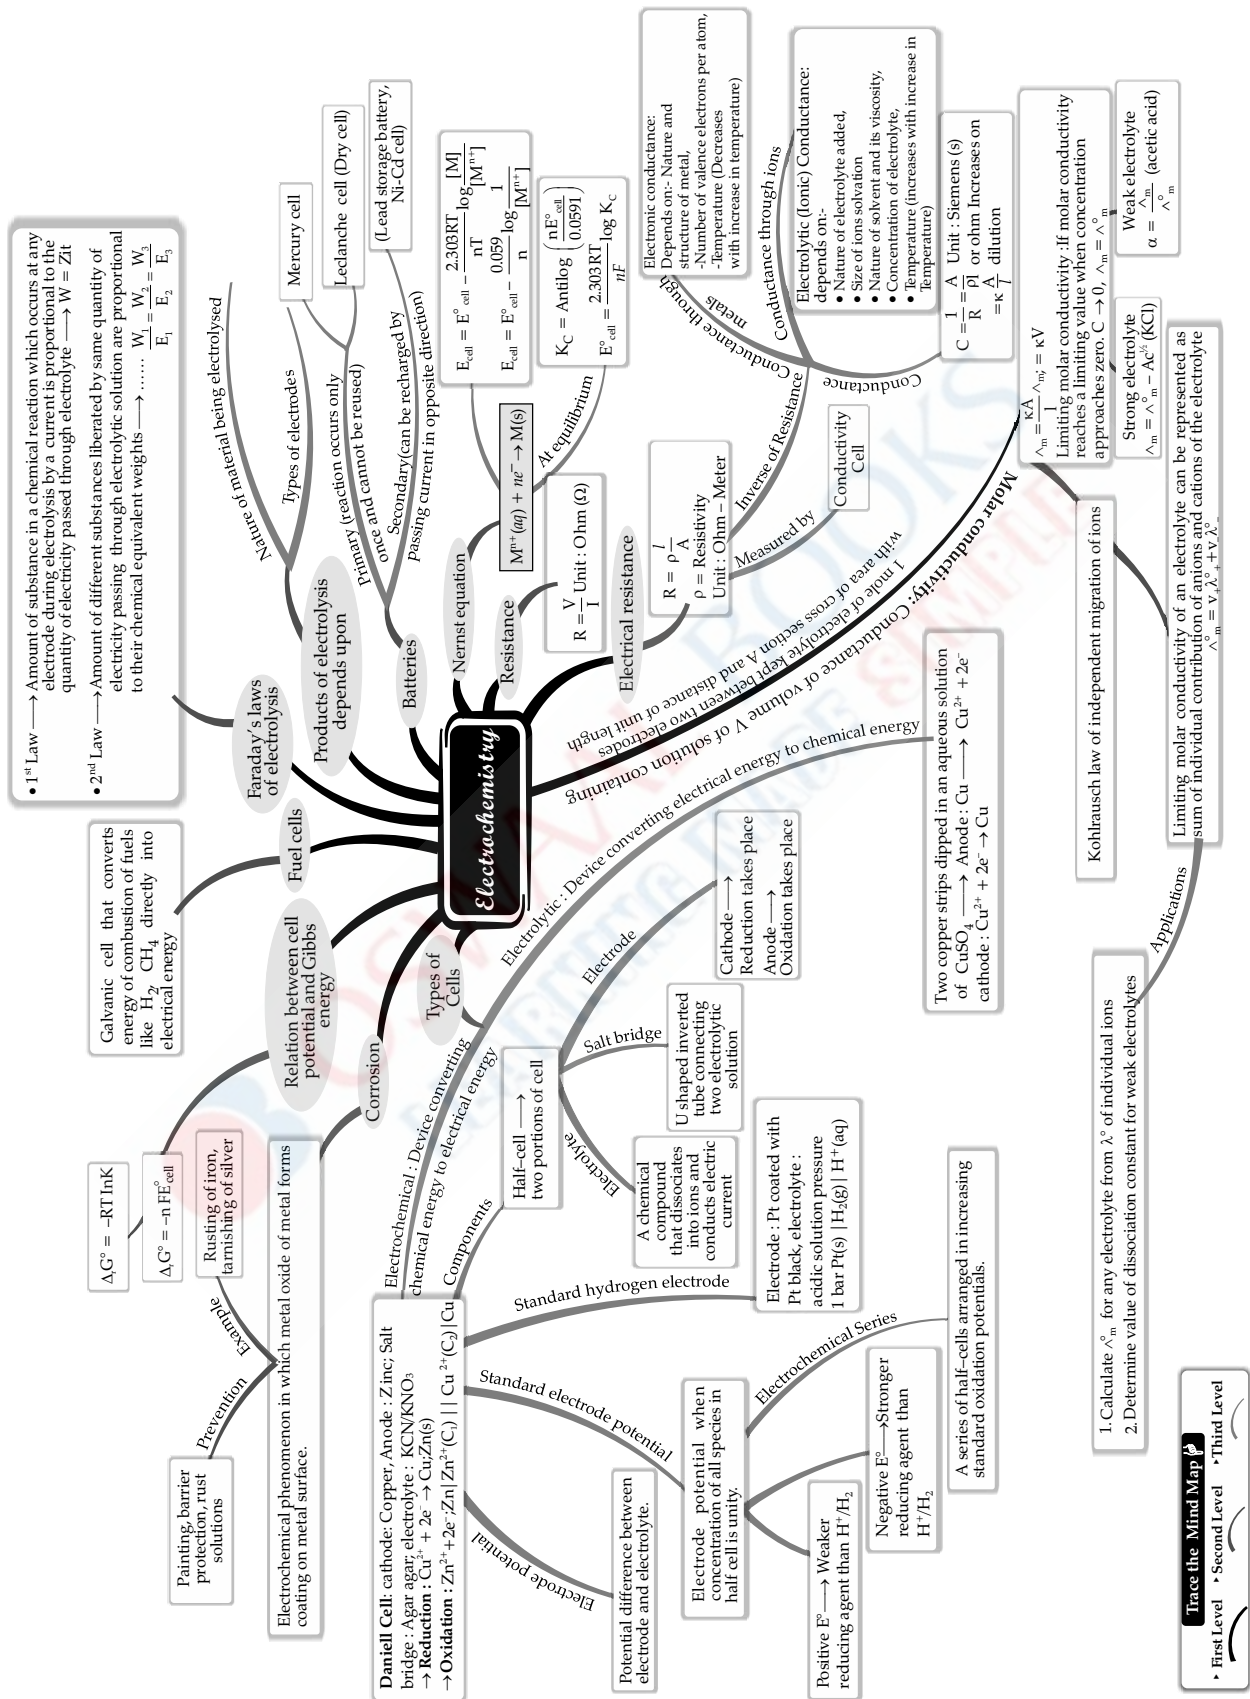 • 1st Law ⟶ Amount of substance in a chemical reaction which occurs at any
electrode during electrolysis by a current is proportional to the
quantity of electricity passed through electrolyte ⟶ W = Zit
• 2nd Law ⟶ Amount of different substances liberated by same quantity of
electricity passing through electrolytic solution are proportional
to their chemical equivalent weights ⟶ ...... W₁/E₁ = W₂/E₂ = W₃/E₃
Faraday's laws
of electrolysis
Galvanic cell that converts
energy of combustion of fuels
like H₂, CH₄ directly into
electrical energy
Fuel cells
ΔᵣG° = –RT InK
ΔᵣG° = –n FE°cell
Relation between cell
potential and Gibbs
energy
Rusting of iron,
tarnishing of silver
Example
Prevention
Painting, barrier
protection, rust
solutions
Electrochemical phenomenon in which metal oxide of metal forms
coating on metal surface.
Corrosion
Nature of material being electrolysed
Types of electrodes
Products of electrolysis
depends upon
Mercury cell
Leclanche cell (Dry cell)
(Lead storage battery,
Ni-Cd cell)
Primary (reaction occurs only
once and cannot be reused)
Secondary(can be recharged by
passing current in opposite direction)
Batteries
Ecell = E°cell - 2.303RT/nT log [M]/[Mⁿ⁺]
Ecell = E°cell - 0.059/n log 1/[Mⁿ⁺]
Nernst equation
Mⁿ⁺(aq) + ne⁻ → M(s)
At equilibrium
K_C = Antilog (nE°cell/0.0591)
E°cell = 2.303RT/nF log K_C
Resistance
R = V/I Unit : Ohm (Ω)
Electrical resistance
R = ρ l/A
ρ = Resistivity
Unit : Ohm – Meter
Measured by
Conductivity
Cell
Inverse of Resistance
Conductance through
metals
Electronic conductance:
Depends on:- Nature and
structure of metal,
-Number of valence electrons per atom,
-Temperature (Decreases
with increase in temperature)
Conductance through ions
Electrolytic (Ionic) Conductance:
depends on:-
• Nature of electrolyte added,
• Size of ions solvation
• Nature of solvent and its viscosity,
• Concentration of electrolyte,
• Temperature (increases with increase in
Temperature)
Conductance
C = 1/R = A/ρl Unit : Siemens (s)
or ohm Increases on
= κ A/l dilution
Electrochemistry
Molar conductivity: Conductance of volume V of solution containing
1 mole of electrolyte kept between two electrodes
with area of cross section A and distance of unit length
^m = κA/l ^m; = κV
Limiting molar conductivity :If molar conductivity
reaches a limiting value when concentration
approaches zero. C → 0, ^m = ^°m
Strong electrolyte
^m = ^°m – Ac^½ (KCl)
Weak electrolyte
α = ^m/^°m (acetic acid)
Kohlrausch law of independent migration of ions
Limiting molar conductivity of an electrolyte can be represented as
sum of individual contribution of anions and cations of the electrolyte
^°m = ν₊λ°₊ + ν₋λ°₋
Applications
1. Calculate ^°m for any electrolyte from λ° of individual ions
2. Determine value of dissociation constant for weak electrolytes
Types of
Cells
Electrolytic : Device converting electrical energy to chemical energy
Two copper strips dipped in an aqueous solution
of CuSO₄ ⟶ Anode : Cu ⟶ Cu²⁺ + 2e⁻
cathode : Cu²⁺ + 2e⁻ → Cu
Electrochemical : Device converting
chemical energy to electrical energy
Daniell Cell: cathode: Copper, Anode : Zinc; Salt
bridge : Agar agar; electrolyte : KCN/KNO₃
→ Reduction : Cu²⁺ + 2e⁻ → Cu;Zn(s)
→ Oxidation : Zn²⁺+2e⁻;Zn|Zn²⁺(C₁) || Cu²⁺(C₂)|Cu
Components
Half–cell ⟶
two portions of cell
Electrode
Cathode ⟶
Reduction takes place
Anode ⟶
Oxidation takes place
Salt bridge
U shaped inverted
tube connecting
two electrolytic
solution
Electrolyte
A chemical
compound
that dissociates
into ions and
conducts electric
current
Standard hydrogen electrode
Electrode : Pt coated with
Pt black, electrolyte :
acidic solution pressure
1 bar Pt(s) |H₂(g) | H⁺(aq)
Standard electrode potential
Electrode potential when
concentration of all species in
half cell is unity.
Electrochemical Series
A series of half–cells arranged in increasing
standard oxidation potentials.
Negative E° ⟶ Stronger
reducing agent than
H⁺/H₂
Positive E° ⟶ Weaker
reducing agent than H⁺/H₂
Electrode potential
Potential difference between
electrode and electrolyte.
Trace the Mind Map
▸ First Level ▸ Second Level ▸ Third Level
OSWAAL BOOKS
LEARNING MADE SIMPLE